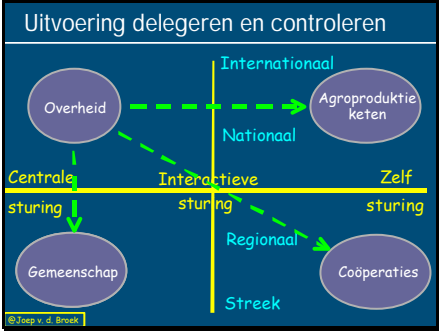 Uitvoering delegeren en controleren
Internationaal
Overheid
Agroproduktie
keten
Nationaal
Centrale
sturing
Interactieve
sturing
Zelf
sturing
Regionaal
Gemeenschap
Coöperaties
Streek
@Joep v. d. Broek